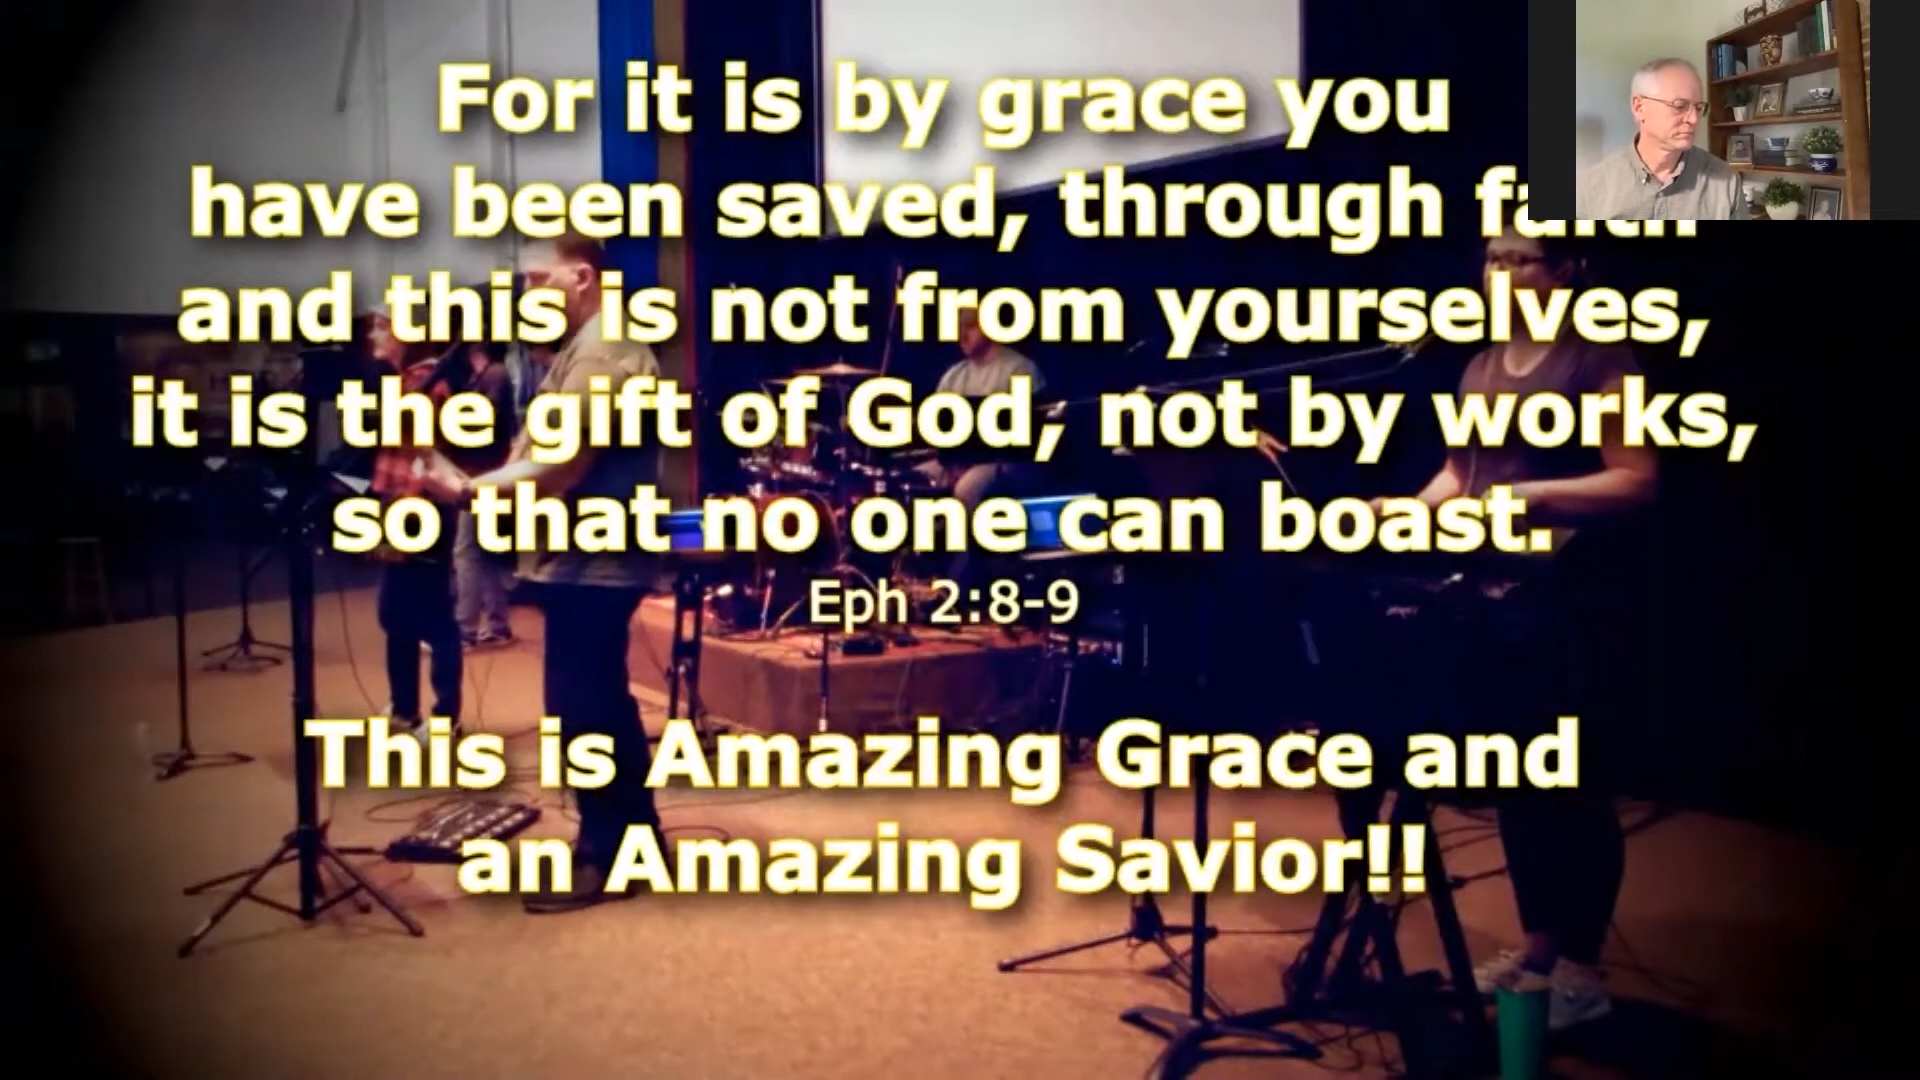 For it is by grace you
have been saved, through faith
and this is not from yourselves,
it is the gift of God, not by works,
so that no one can boast.
Eph 2:8-9
This is Amazing Grace and
an Amazing Savior!!